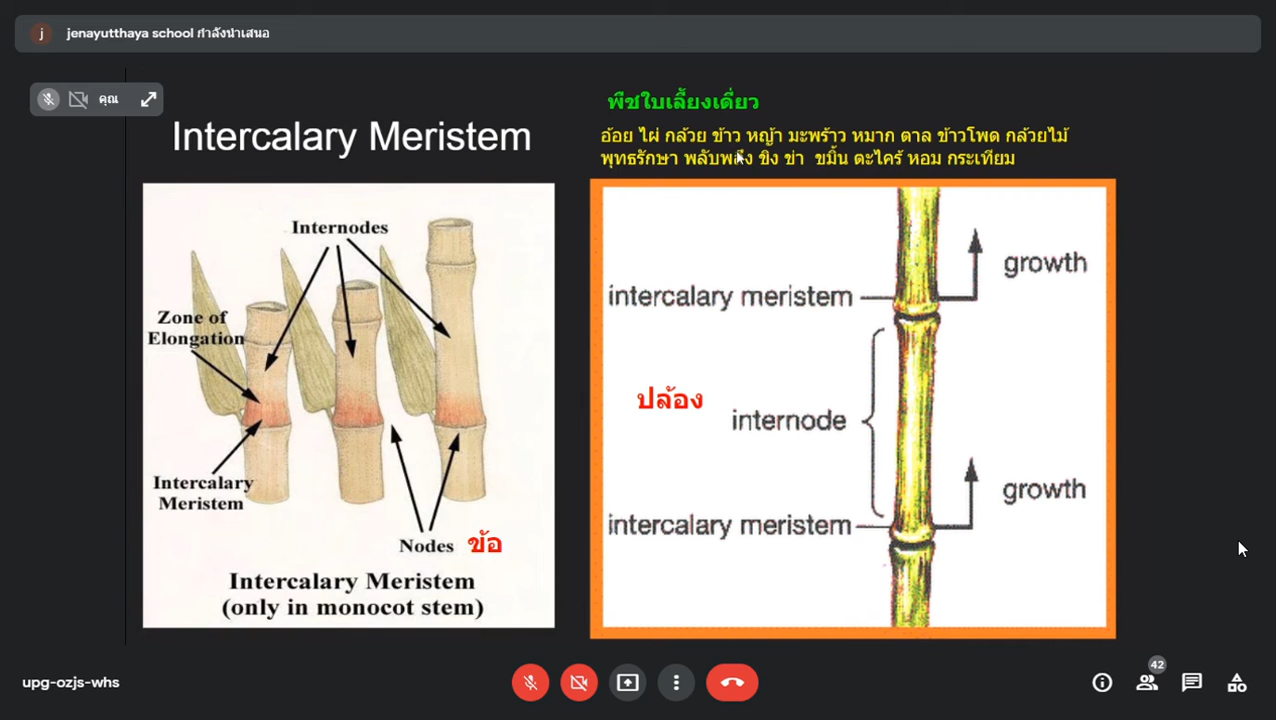 j jenayutthaya school กำลังนำเสนอ
คุณ
Intercalary Meristem
พืชใบเลี้ยงเดี่ยว
อ้อย ไผ่ กล้วย ข้าว หญ้า มะพร้าว หมาก ตาล ข้าวโพด กล้วยไม้
พุทธรักษา พลับพลึง ขิง ข่า ขมิ้น ตะไคร้ หอม กระเทียม
Internodes
Zone of
Elongation
Intercalary
Meristem
Nodes ข้อ
Intercalary Meristem
(only in monocot stem)
growth
intercalary meristem
ปล้อง
internode
growth
intercalary meristem
upg-ozjs-whs
42